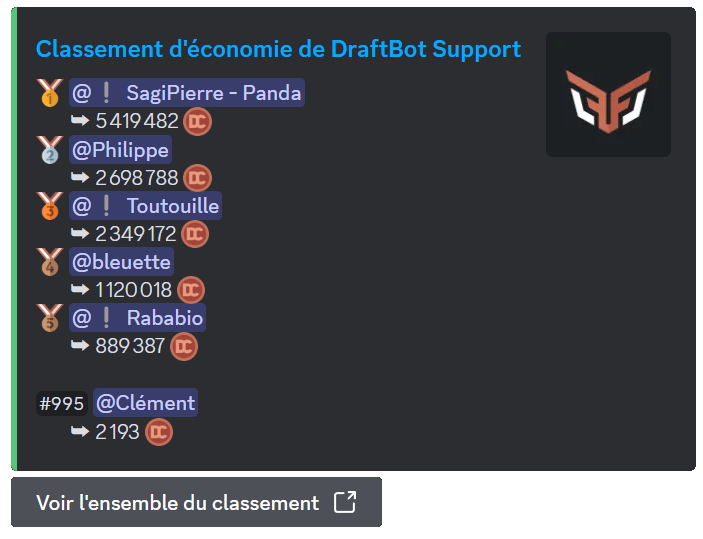 Classement d'économie de DraftBot Support
1 @❕ SagiPierre - Panda
➥ 5 419 482 DC
2 @Philippe
➥ 2 698 788 DC
3 @❕ Toutouille
➥ 2 349 172 DC
4 @bleuette
➥ 1 120 018 DC
5 @❕ Rababio
➥ 889 387 DC
#995 @Clément
➥ 2 193 DC
Voir l'ensemble du classement